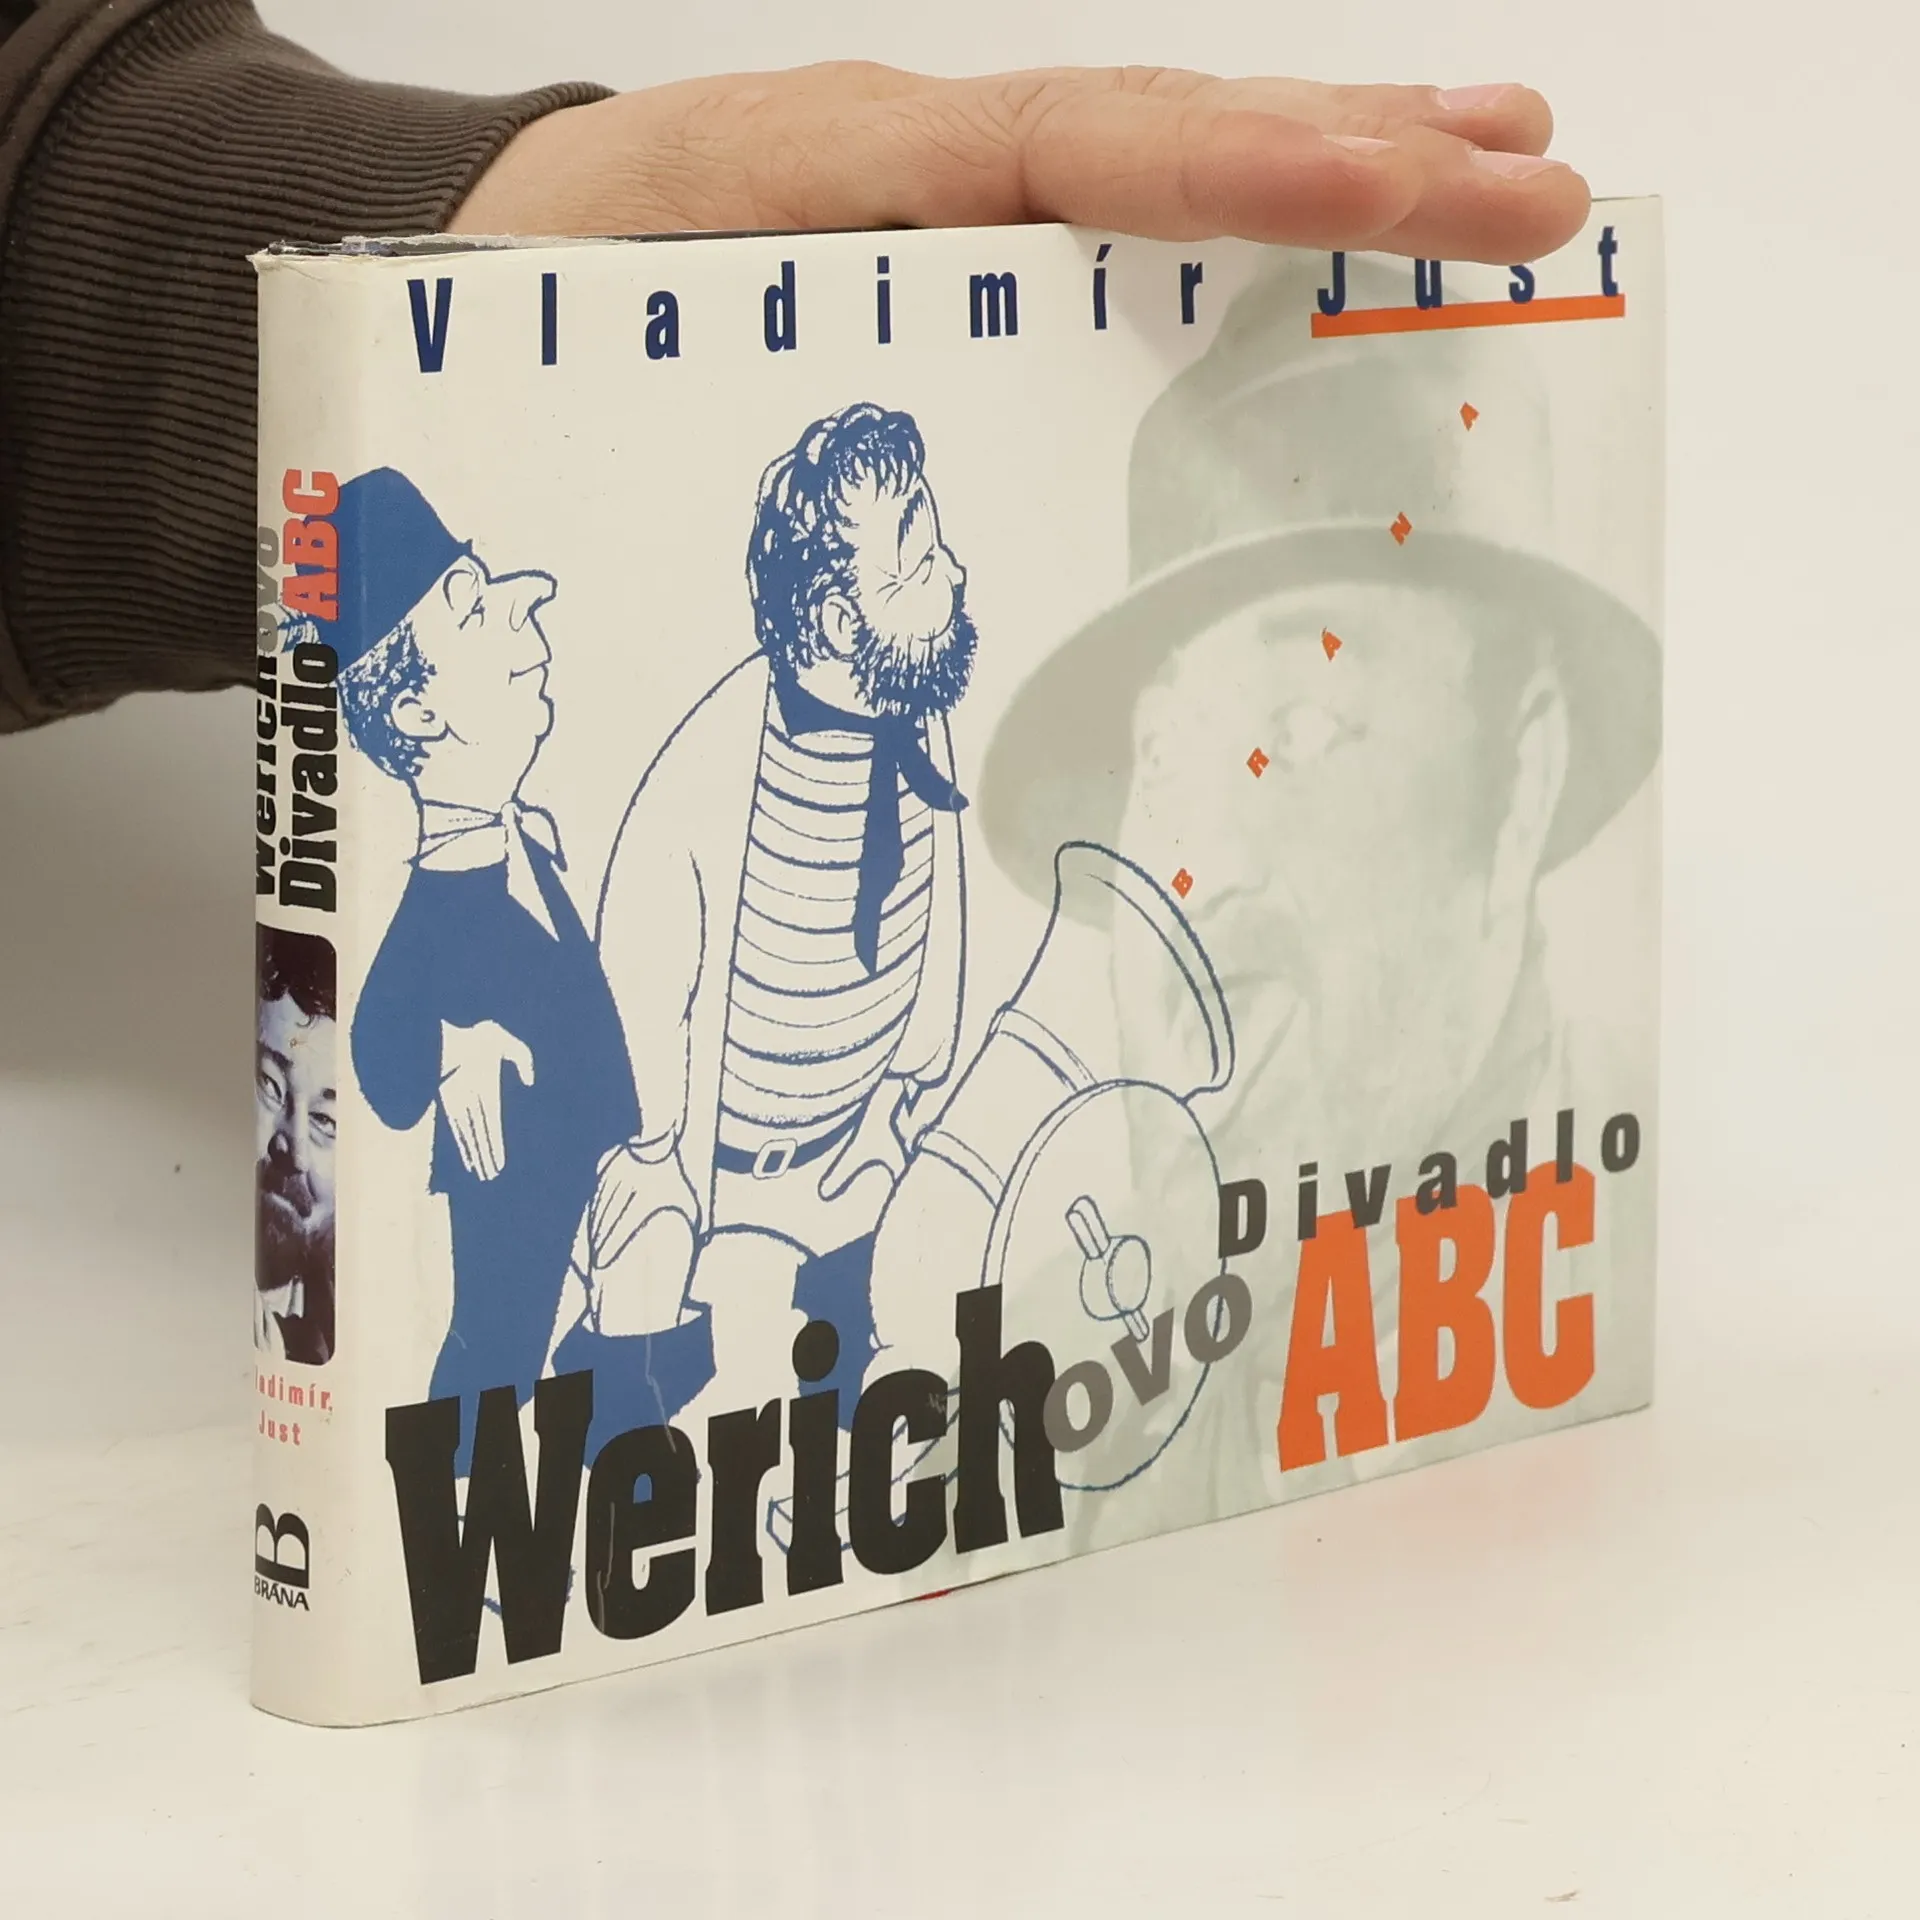 Vladimír Just
BRÁNA
Divadlo
Werichovo ABC
Werichovo
Divadlo ABC
Vladimír
Just
B
BRÁNA